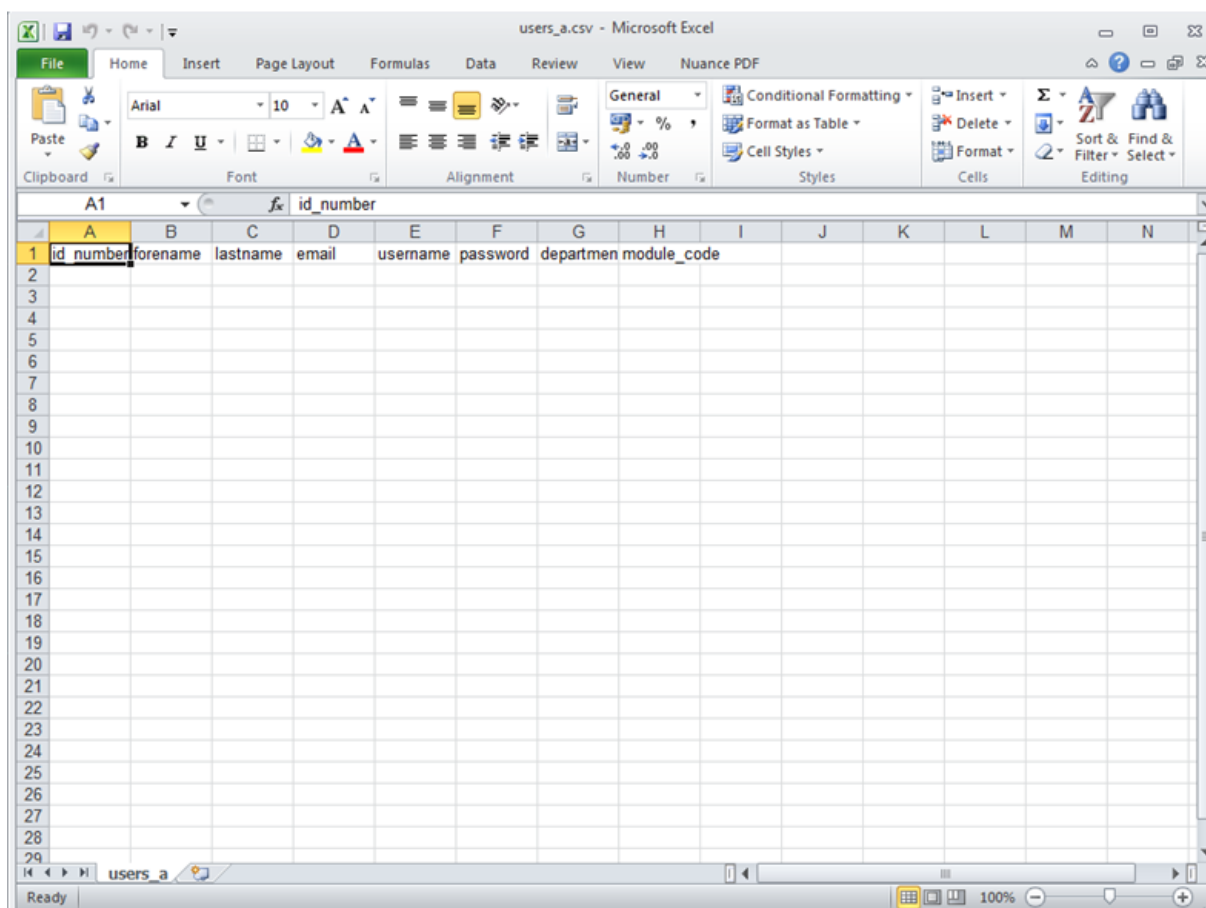 users_a.csv - Microsoft Excel
File Home Insert Page Layout Formulas Data Review View Nuance PDF
Paste
Arial 10 A A
B I U A
General
% ,
.0 .00 .00 .0
Conditional Formatting
Format as Table
Cell Styles
Insert
Delete
Format
Σ
Sort & Filter
Find & Select
Clipboard Font Alignment Number Styles Cells Editing
A1 fx id_number
A B C D E F G H I J K L M N
1 id_number forename lastname email username password departmen module_code
2
3
4
5
6
7
8
9
10
11
12
13
14
15
16
17
18
19
20
21
22
23
24
25
26
27
28
29
users_a
Ready 100%